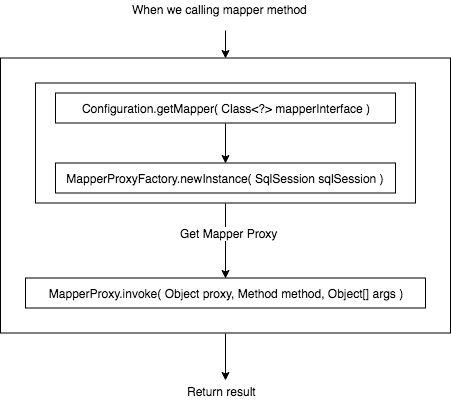 When we calling mapper method
Configuration.getMapper( Class<?> mapperInterface )
MapperProxyFactory.newInstance( SqlSession sqlSession )
Get Mapper Proxy
MapperProxy.invoke( Object proxy, Method method, Object[] args )
Return result